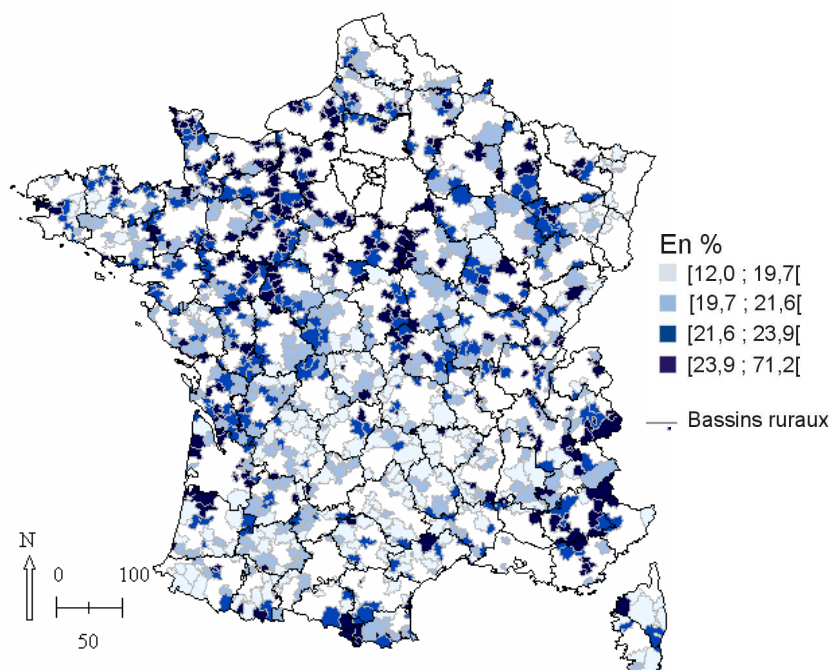 En %
[12,0 ; 19,7[
[19,7 ; 21,6[
[21,6 ; 23,9[
[23,9 ; 71,2[
Bassins ruraux
N
0 100
50